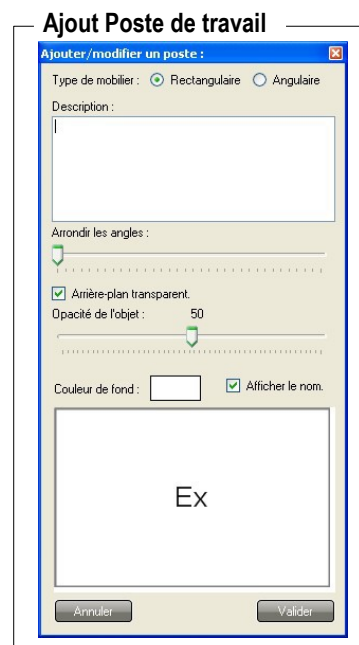 Ajout Poste de travail
Ajouter/modifier un poste :
Type de mobilier : Rectangulaire Angulaire
Description :
Arrondir les angles :
Arrière-plan transparent.
Opacité de l'objet : 50
Couleur de fond : Afficher le nom.
Ex
Annuler Valider